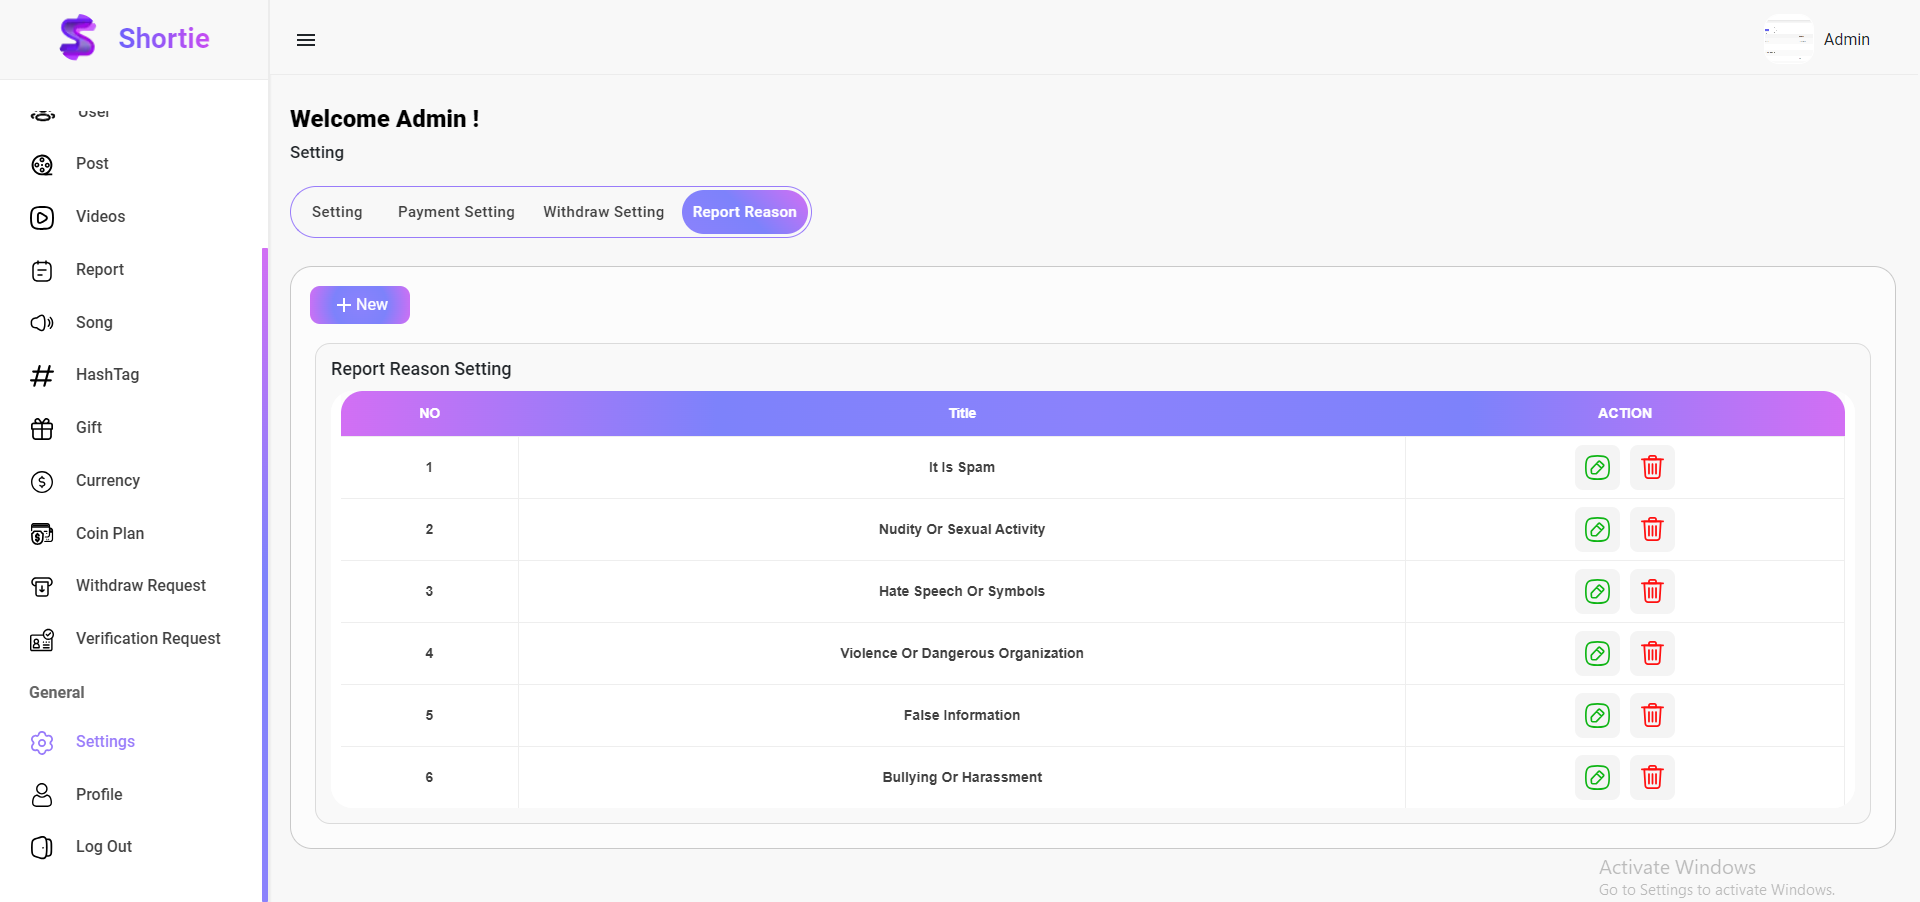 Shortie
Admin
User
Post
Videos
Report
Song
HashTag
Gift
Currency
Coin Plan
Withdraw Request
Verification Request
General
Settings
Profile
Log Out
Welcome Admin !
Setting
Setting Payment Setting Withdraw Setting Report Reason
+ New
Report Reason Setting
NO Title ACTION
1 It Is Spam
2 Nudity Or Sexual Activity
3 Hate Speech Or Symbols
4 Violence Or Dangerous Organization
5 False Information
6 Bullying Or Harassment
Activate Windows
Go to Settings to activate Windows.